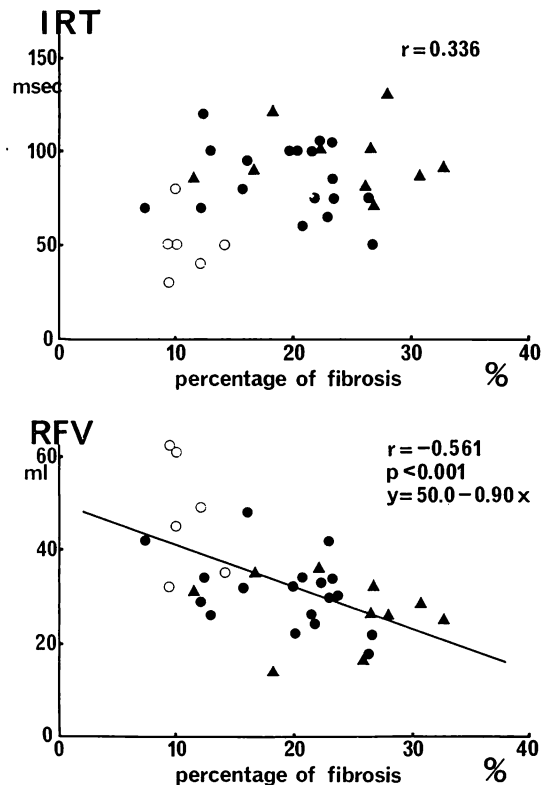 IRT
150
msec
r=0.336
100
50
0
0 10 20 30 40
percentage of fibrosis %
RFV
60
ml
r=-0.561
p<0.001
y=50.0-0.90x
40
20
0
0 10 20 30 40
percentage of fibrosis %